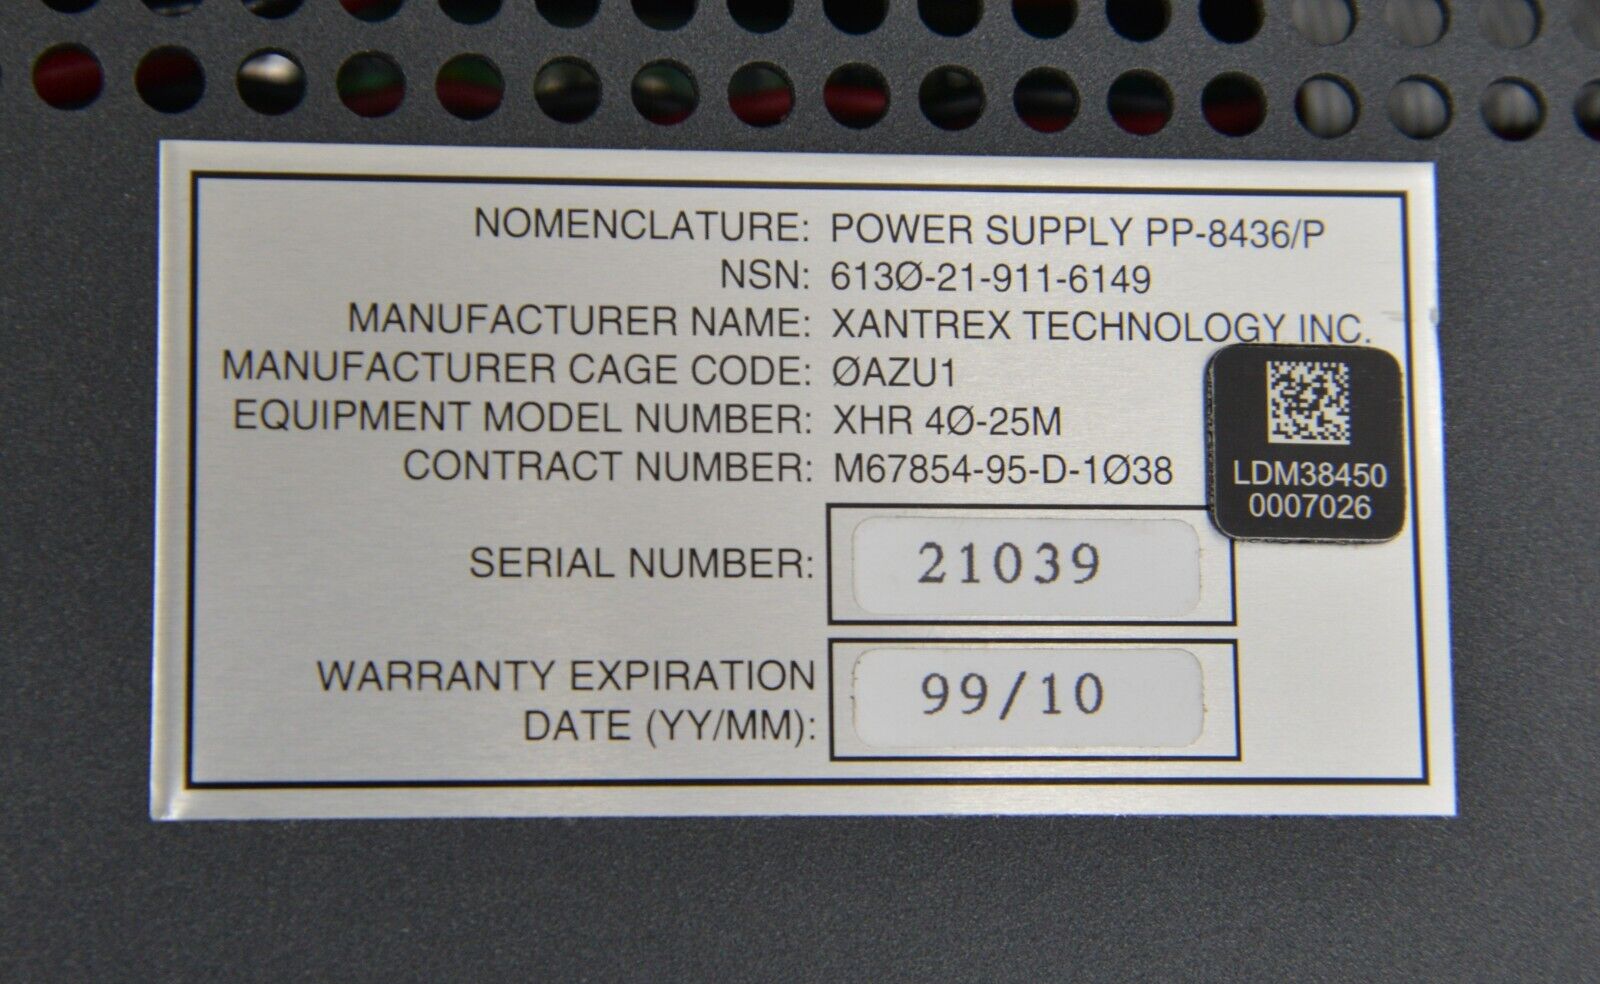 NOMENCLATURE: POWER SUPPLY PP-8436/P
NSN: 613Ø-21-911-6149
MANUFACTURER NAME: XANTREX TECHNOLOGY INC.
MANUFACTURER CAGE CODE: ØAZU1
EQUIPMENT MODEL NUMBER: XHR 4Ø-25M
CONTRACT NUMBER: M67854-95-D-1Ø38
LDM38450
0007026
SERIAL NUMBER: 21039
WARRANTY EXPIRATION
DATE (YY/MM): 99/10